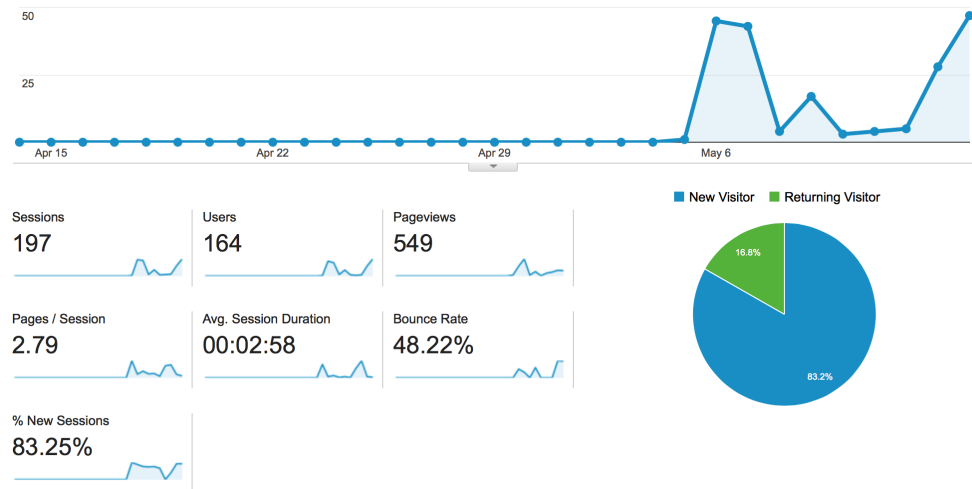 50
25
Apr 15 Apr 22 Apr 29 May 6
New Visitor Returning Visitor
Sessions Users Pageviews
197 164 549
16.8%
Pages / Session Avg. Session Duration Bounce Rate
2.79 00:02:58 48.22%
83.2%
% New Sessions
83.25%